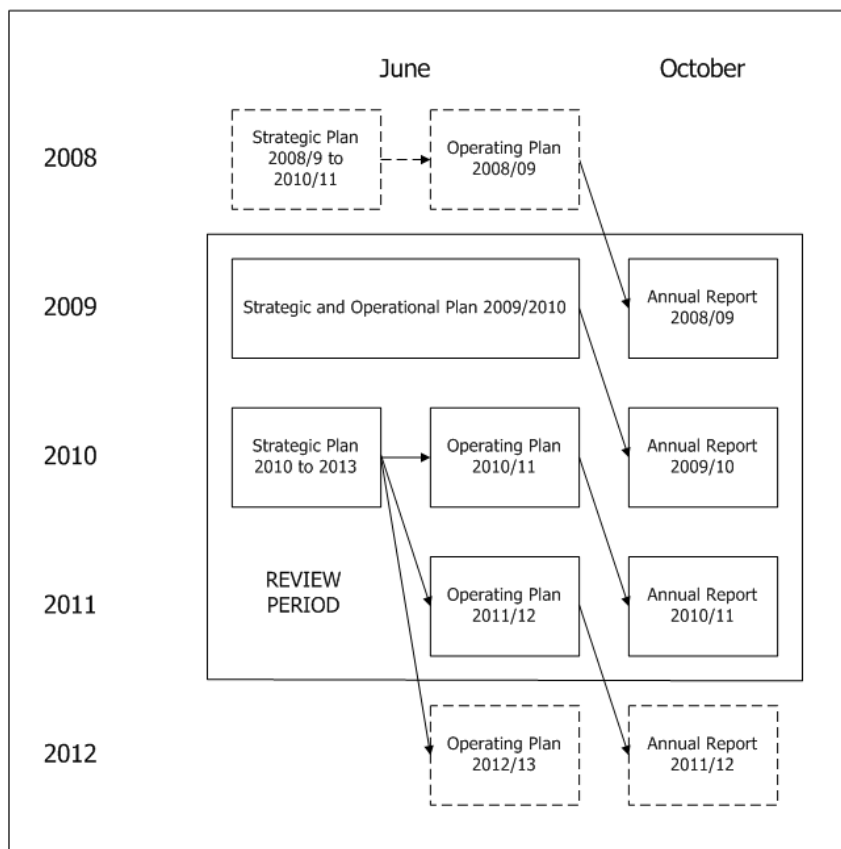 June
October
2008
Strategic Plan
2008/9 to
2010/11
Operating Plan
2008/09
2009
Strategic and Operational Plan 2009/2010
Annual Report
2008/09
2010
Strategic Plan
2010 to 2013
Operating Plan
2010/11
Annual Report
2009/10
2011
REVIEW
PERIOD
Operating Plan
2011/12
Annual Report
2010/11
2012
Operating Plan
2012/13
Annual Report
2011/12